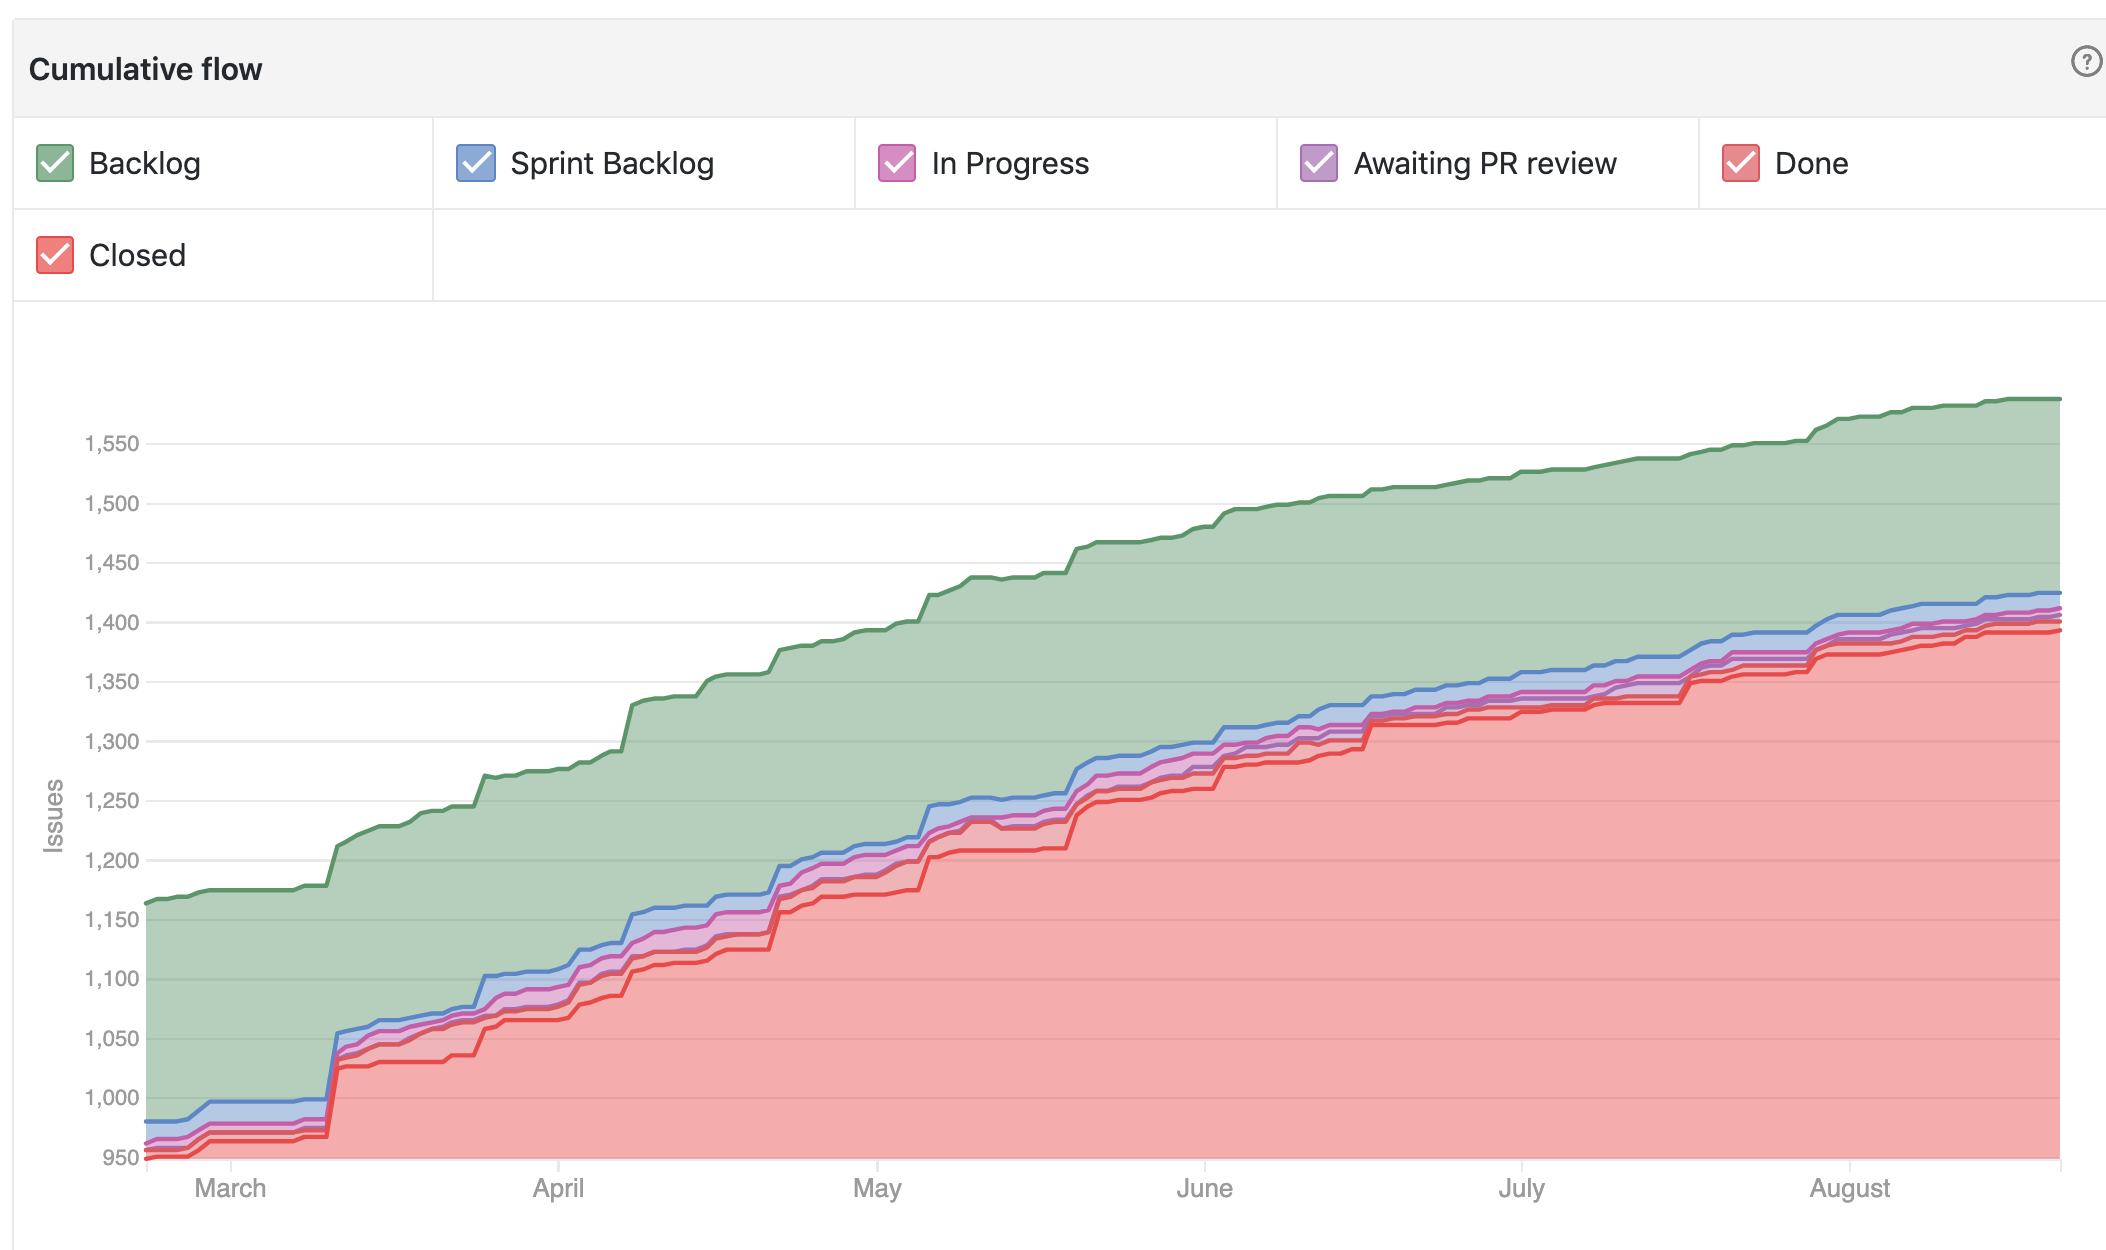 Cumulative flow
?
Backlog
Sprint Backlog
In Progress
Awaiting PR review
Done
Closed
Issues
1,550
1,500
1,450
1,400
1,350
1,300
1,250
1,200
1,150
1,100
1,050
1,000
950
March
April
May
June
July
August